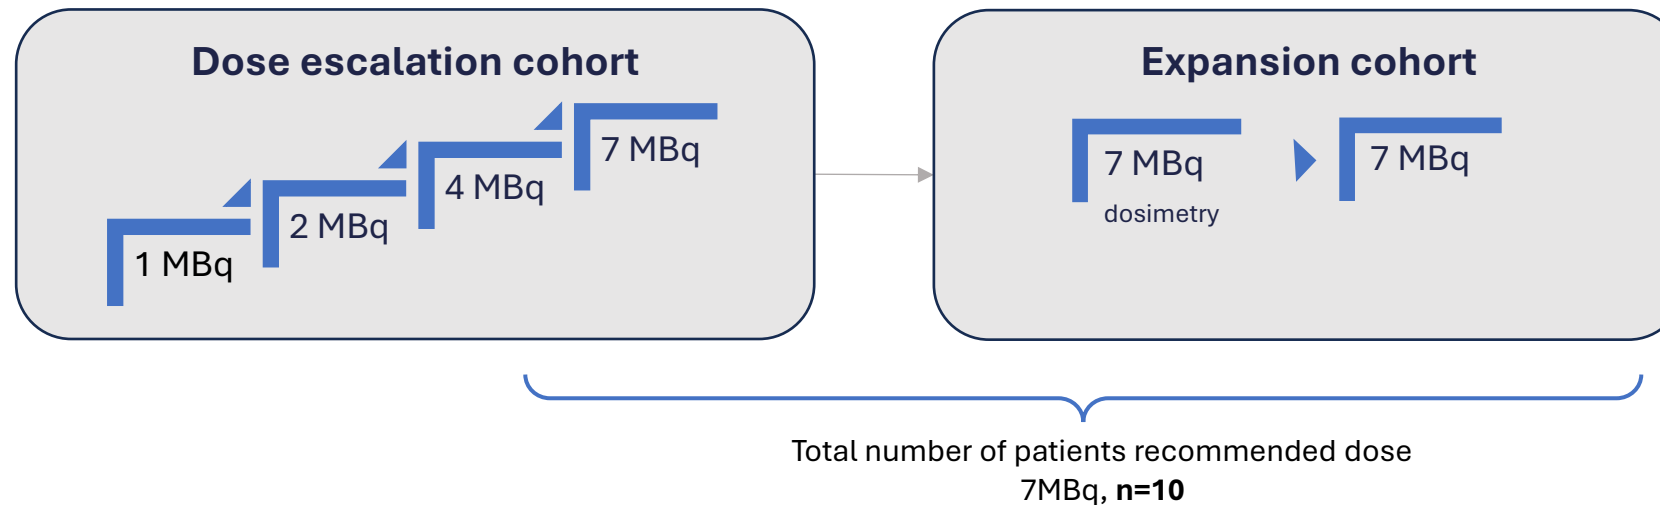 Dose escalation cohort
1 MBq
2 MBq
4 MBq
7 MBq
Expansion cohort
7 MBq
dosimetry
7 MBq
Total number of patients recommended dose
7MBq, n=10